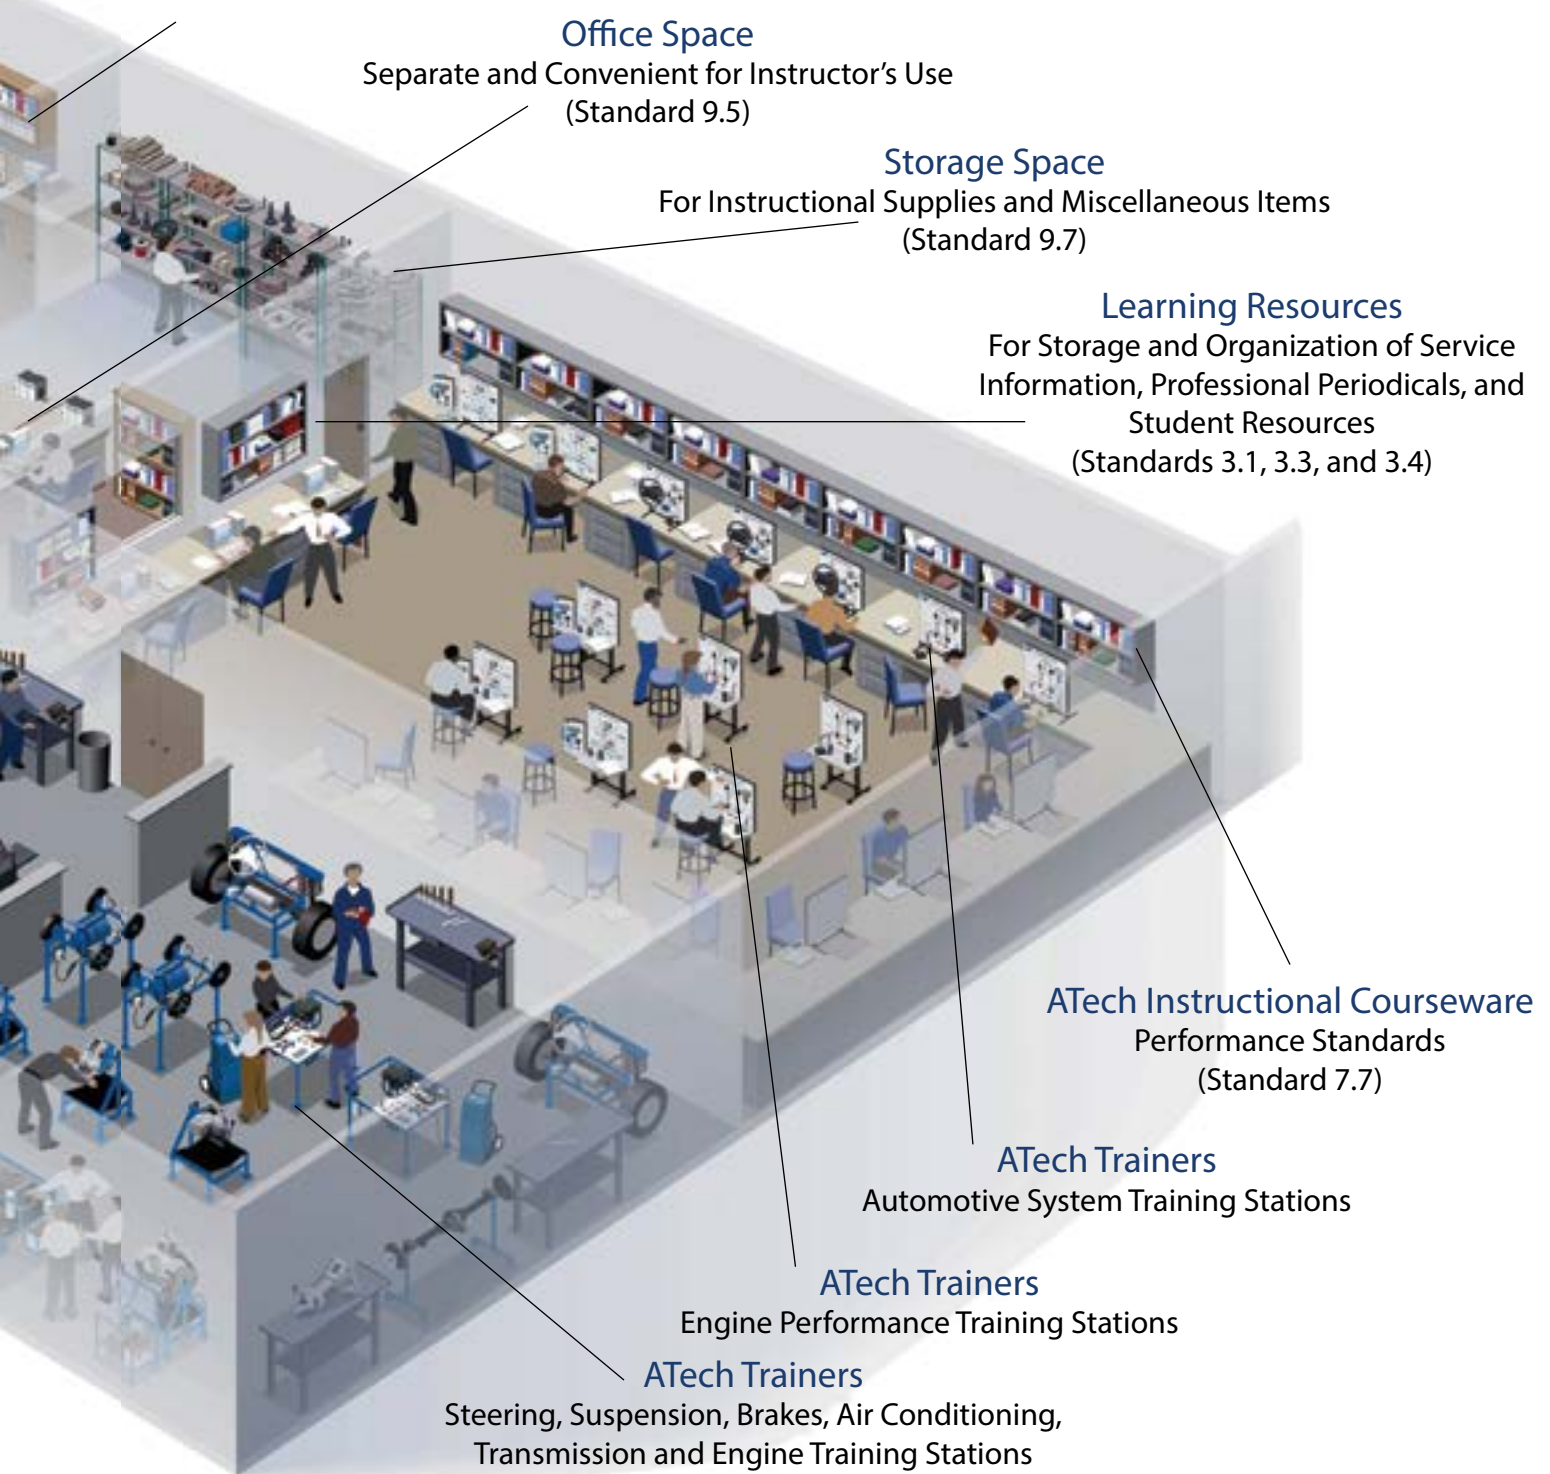 Office Space
Separate and Convenient for Instructor’s Use
(Standard 9.5)
Storage Space
For Instructional Supplies and Miscellaneous Items
(Standard 9.7)
Learning Resources
For Storage and Organization of Service
Information, Professional Periodicals, and
Student Resources
(Standards 3.1, 3.3, and 3.4)
ATech Instructional Courseware
Performance Standards
(Standard 7.7)
ATech Trainers
Automotive System Training Stations
ATech Trainers
Engine Performance Training Stations
ATech Trainers
Steering, Suspension, Brakes, Air Conditioning,
Transmission and Engine Training Stations